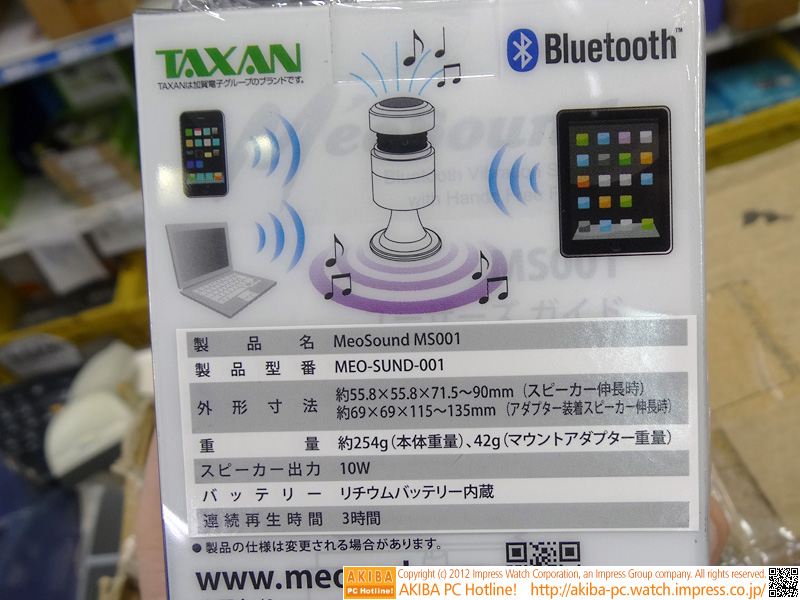 TAXAN
TAXANは加賀電子グループのブランドです。
Bluetooth™
MS001
製品名 MeoSound MS001
製品型番 MEO-SUND-001
外形寸法 約55.8×55.8×71.5～90mm（スピーカー伸長時）
約69×69×115～135mm（アダプター装着スピーカー伸長時）
重量 約254g（本体重量）、42g（マウントアダプター重量）
スピーカー出力 10W
バッテリー リチウムバッテリー内蔵
連続再生時間 3時間
●製品の仕様は変更される場合があります。
AKIBA PC Hotline!
Copyright (c) 2012 Impress Watch Corporation, an Impress Group company. All rights reserved.
AKIBA PC Hotline! http://akiba-pc.watch.impress.co.jp/